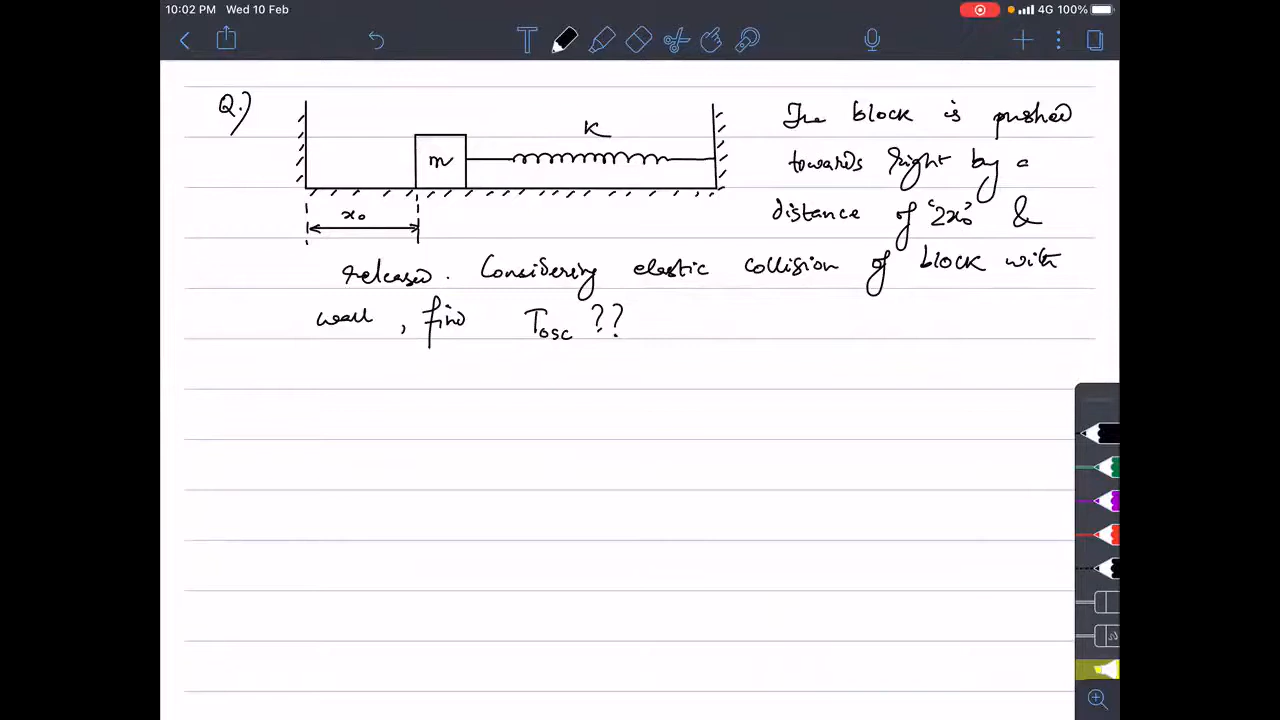 10:02 PM Wed 10 Feb
4G 100%
Q.) K The block is pushed
m towards right by a
x₀ distance of '2x₀' &
released. Considering elastic collision of block with
wall, find Tosc ??